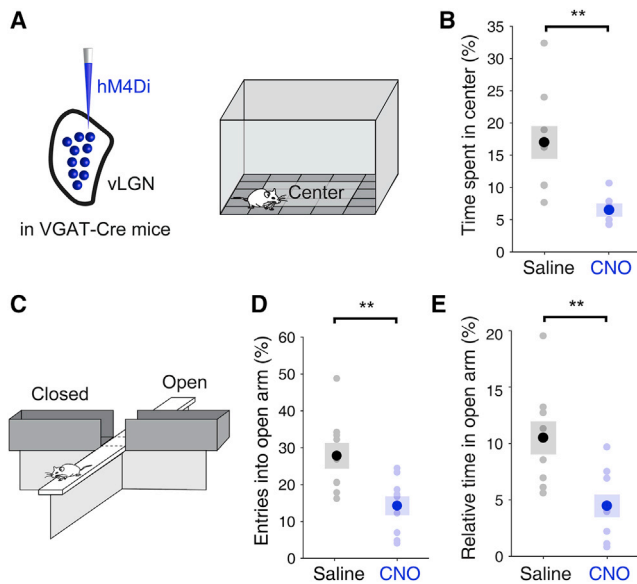 A
hM4Di
vLGN
in VGAT-Cre mice
Center
B
**
Time spent in center (%)
35
30
25
20
15
10
5
0
Saline CNO
C
Closed
Open
D
**
Entries into open arm (%)
60
50
40
30
20
10
0
Saline CNO
E
**
Relative time in open arm (%)
20
15
10
5
0
Saline CNO